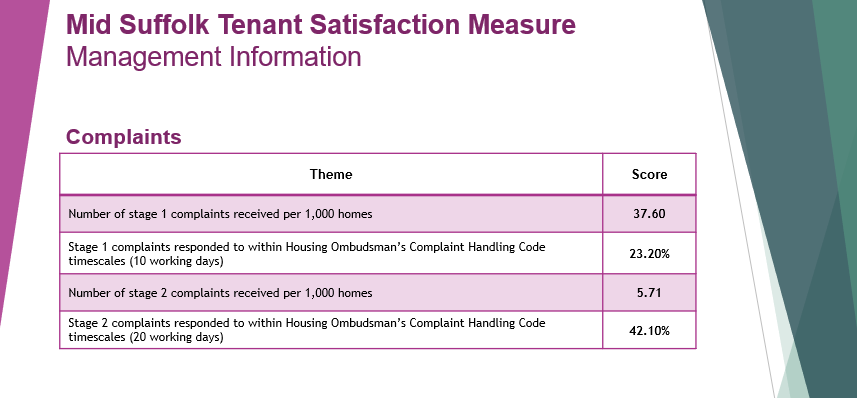 Mid Suffolk Tenant Satisfaction Measure
Management Information
Complaints
Theme Score
Number of stage 1 complaints received per 1,000 homes 37.60
Stage 1 complaints responded to within Housing Ombudsman's Complaint Handling Code
timescales (10 working days) 23.20%
Number of stage 2 complaints received per 1,000 homes 5.71
Stage 2 complaints responded to within Housing Ombudsman's Complaint Handling Code
timescales (20 working days) 42.10%